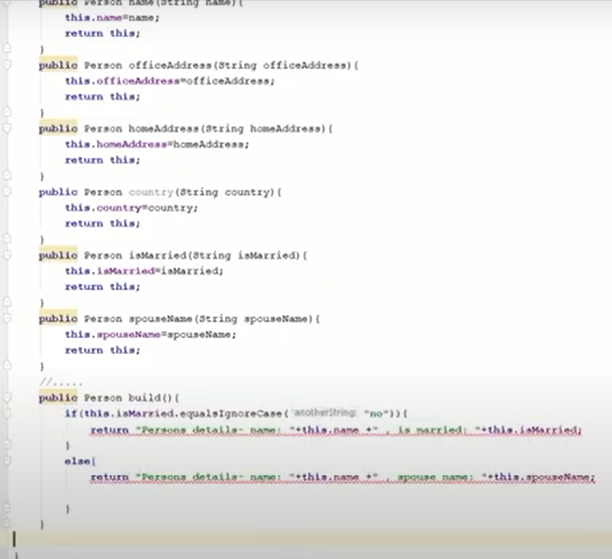 public Person name(String name){
this.name=name;
return this;
}
public Person officeAddress(String officeAddress){
this.officeAddress=officeAddress;
return this;
}
public Person homeAddress(String homeAddress){
this.homeAddress=homeAddress;
return this;
}
public Person country(String country){
this.country=country;
return this;
}
public Person isMarried(String isMarried){
this.isMarried=isMarried;
return this;
}
public Person spouseName(String spouseName){
this.spouseName=spouseName;
return this;
}
//.....
public Person build(){
if(this.isMarried.equalsIgnoreCase( anotherString: "no")){
return "Persons details- name: "+this.name +" , is married: "+this.isMarried;
}
else{
return "Persons details- name: "+this.name +" , spouse name: "+this.spouseName;
}
}
}